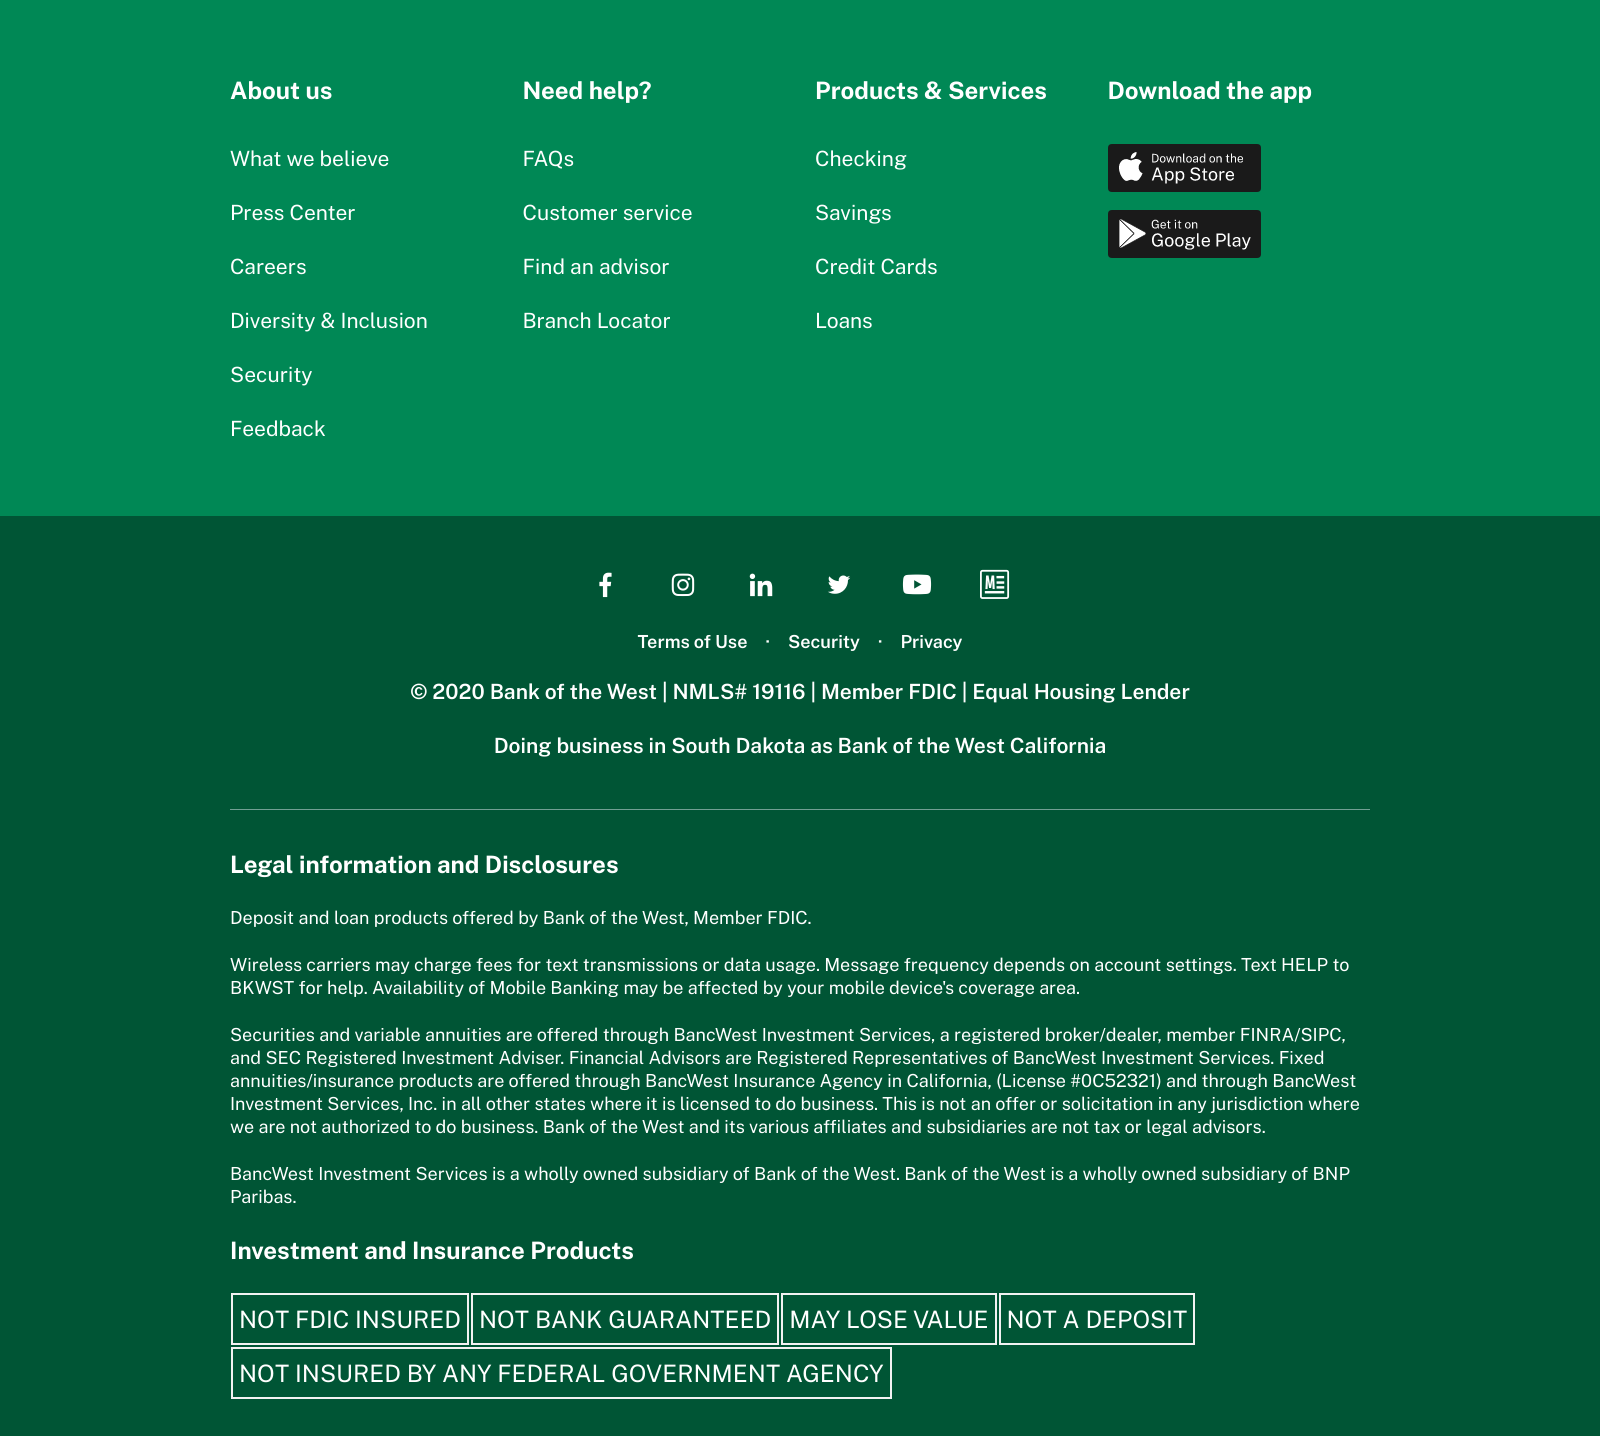 About us
What we believe
Press Center
Careers
Diversity & Inclusion
Security
Feedback
Need help?
FAQs
Customer service
Find an advisor
Branch Locator
Products & Services
Checking
Savings
Credit Cards
Loans
Download the app
Download on the
App Store
Get it on
Google Play
Terms of Use · Security · Privacy
© 2020 Bank of the West | NMLS# 19116 | Member FDIC | Equal Housing Lender
Doing business in South Dakota as Bank of the West California
Legal information and Disclosures
Deposit and loan products offered by Bank of the West, Member FDIC.
Wireless carriers may charge fees for text transmissions or data usage. Message frequency depends on account settings. Text HELP to
BKWST for help. Availability of Mobile Banking may be affected by your mobile device's coverage area.
Securities and variable annuities are offered through BancWest Investment Services, a registered broker/dealer, member FINRA/SIPC,
and SEC Registered Investment Adviser. Financial Advisors are Registered Representatives of BancWest Investment Services. Fixed
annuities/insurance products are offered through BancWest Insurance Agency in California, (License #0C52321) and through BancWest
Investment Services, Inc. in all other states where it is licensed to do business. This is not an offer or solicitation in any jurisdiction where
we are not authorized to do business. Bank of the West and its various affiliates and subsidiaries are not tax or legal advisors.
BancWest Investment Services is a wholly owned subsidiary of Bank of the West. Bank of the West is a wholly owned subsidiary of BNP
Paribas.
Investment and Insurance Products
NOT FDIC INSURED NOT BANK GUARANTEED MAY LOSE VALUE NOT A DEPOSIT
NOT INSURED BY ANY FEDERAL GOVERNMENT AGENCY